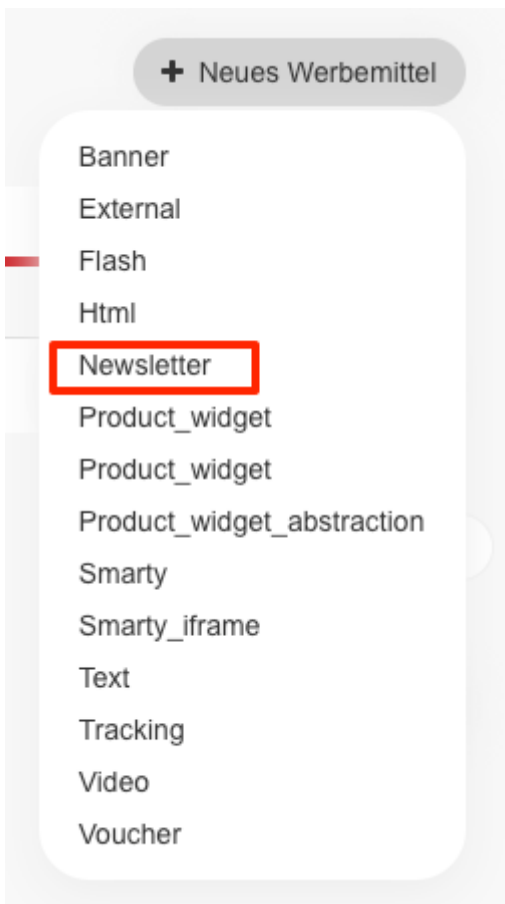 + Neues Werbemittel
Banner
External
Flash
Html
Newsletter
Product_widget
Product_widget
Product_widget_abstraction
Smarty
Smarty_iframe
Text
Tracking
Video
Voucher